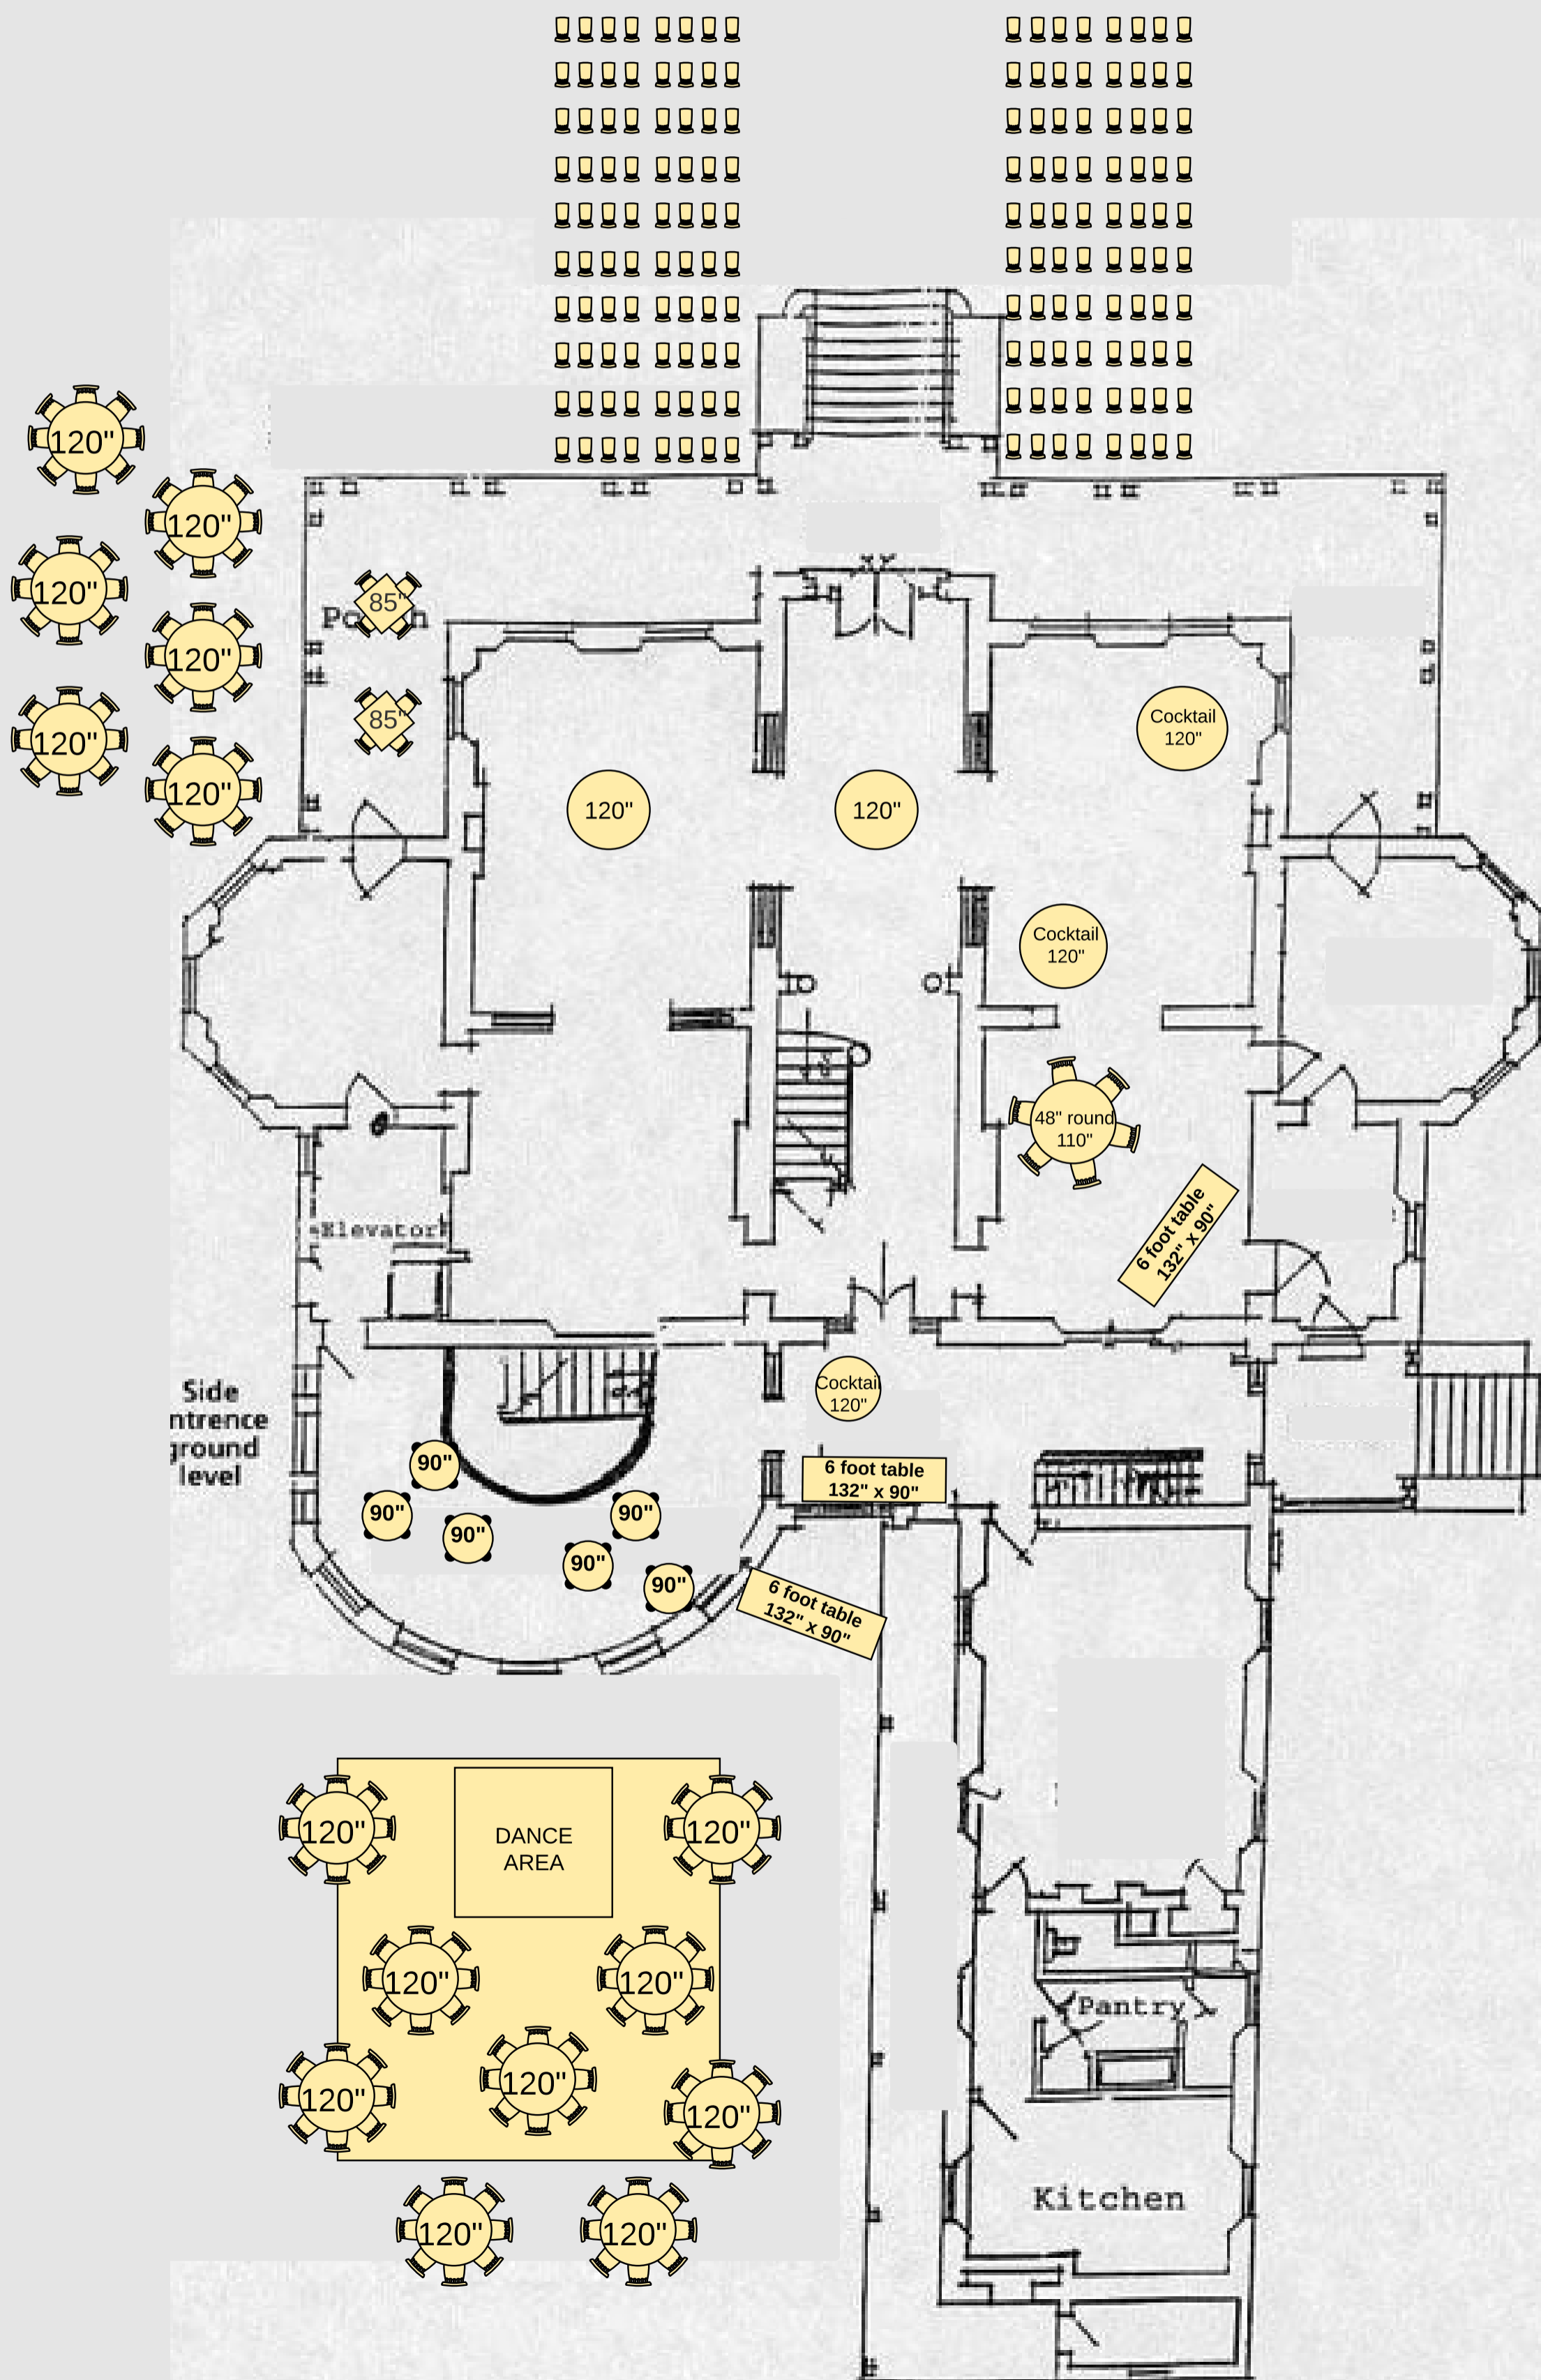 120"
120"
120"
120"
120"
120"
85"
85"
Cocktail
120"
120"
120"
Cocktail
120"
48" round
110"
6 foot table
132" x 90"
Elevator
Side
ntrence
ground
level
Cocktail
120"
6 foot table
132" x 90"
90"
90"
90"
90"
90"
90"
6 foot table
132" x 90"
DANCE
AREA
120"
120"
120"
120"
120"
120"
120"
120"
120"
Pantry
Kitchen